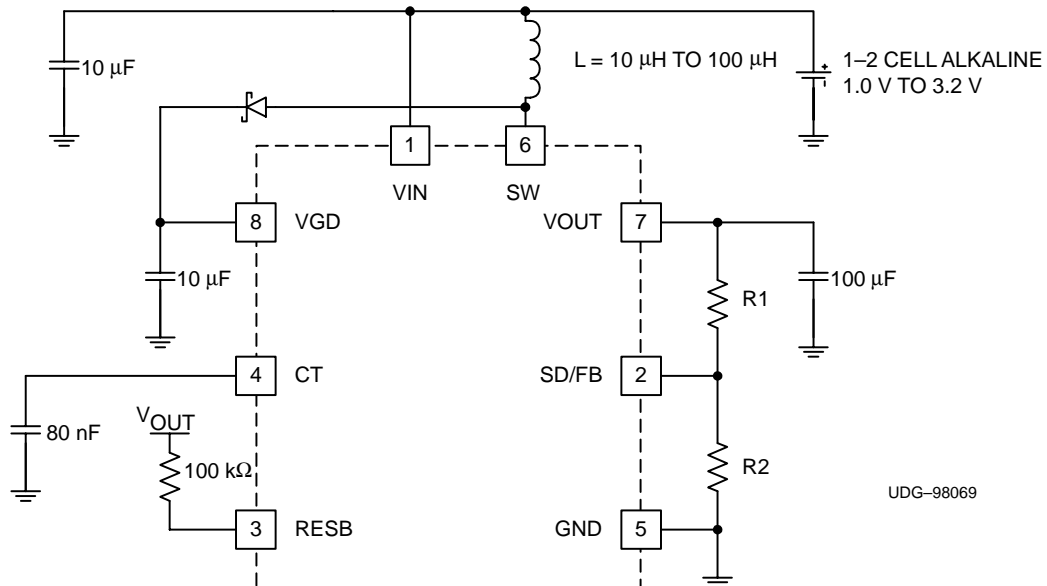 10 μF
L = 10 μH TO 100 μH
1–2 CELL ALKALINE
1.0 V TO 3.2 V
1
6
VIN
SW
8
VGD
VOUT
7
10 μF
R1
100 μF
4
CT
SD/FB
2
80 nF
VOUT
100 kΩ
R2
UDG–98069
3
RESB
GND
5